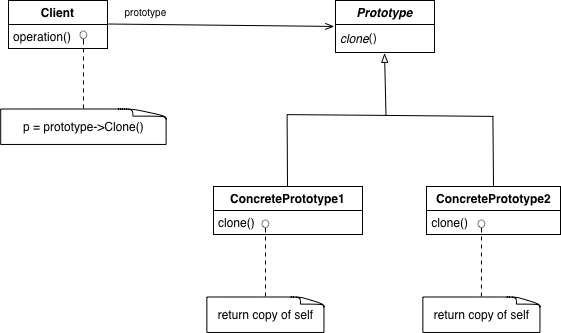 Client
prototype
Prototype
operation()
clone()
p = prototype->Clone()
ConcretePrototype1
ConcretePrototype2
clone()
clone()
return copy of self
return copy of self